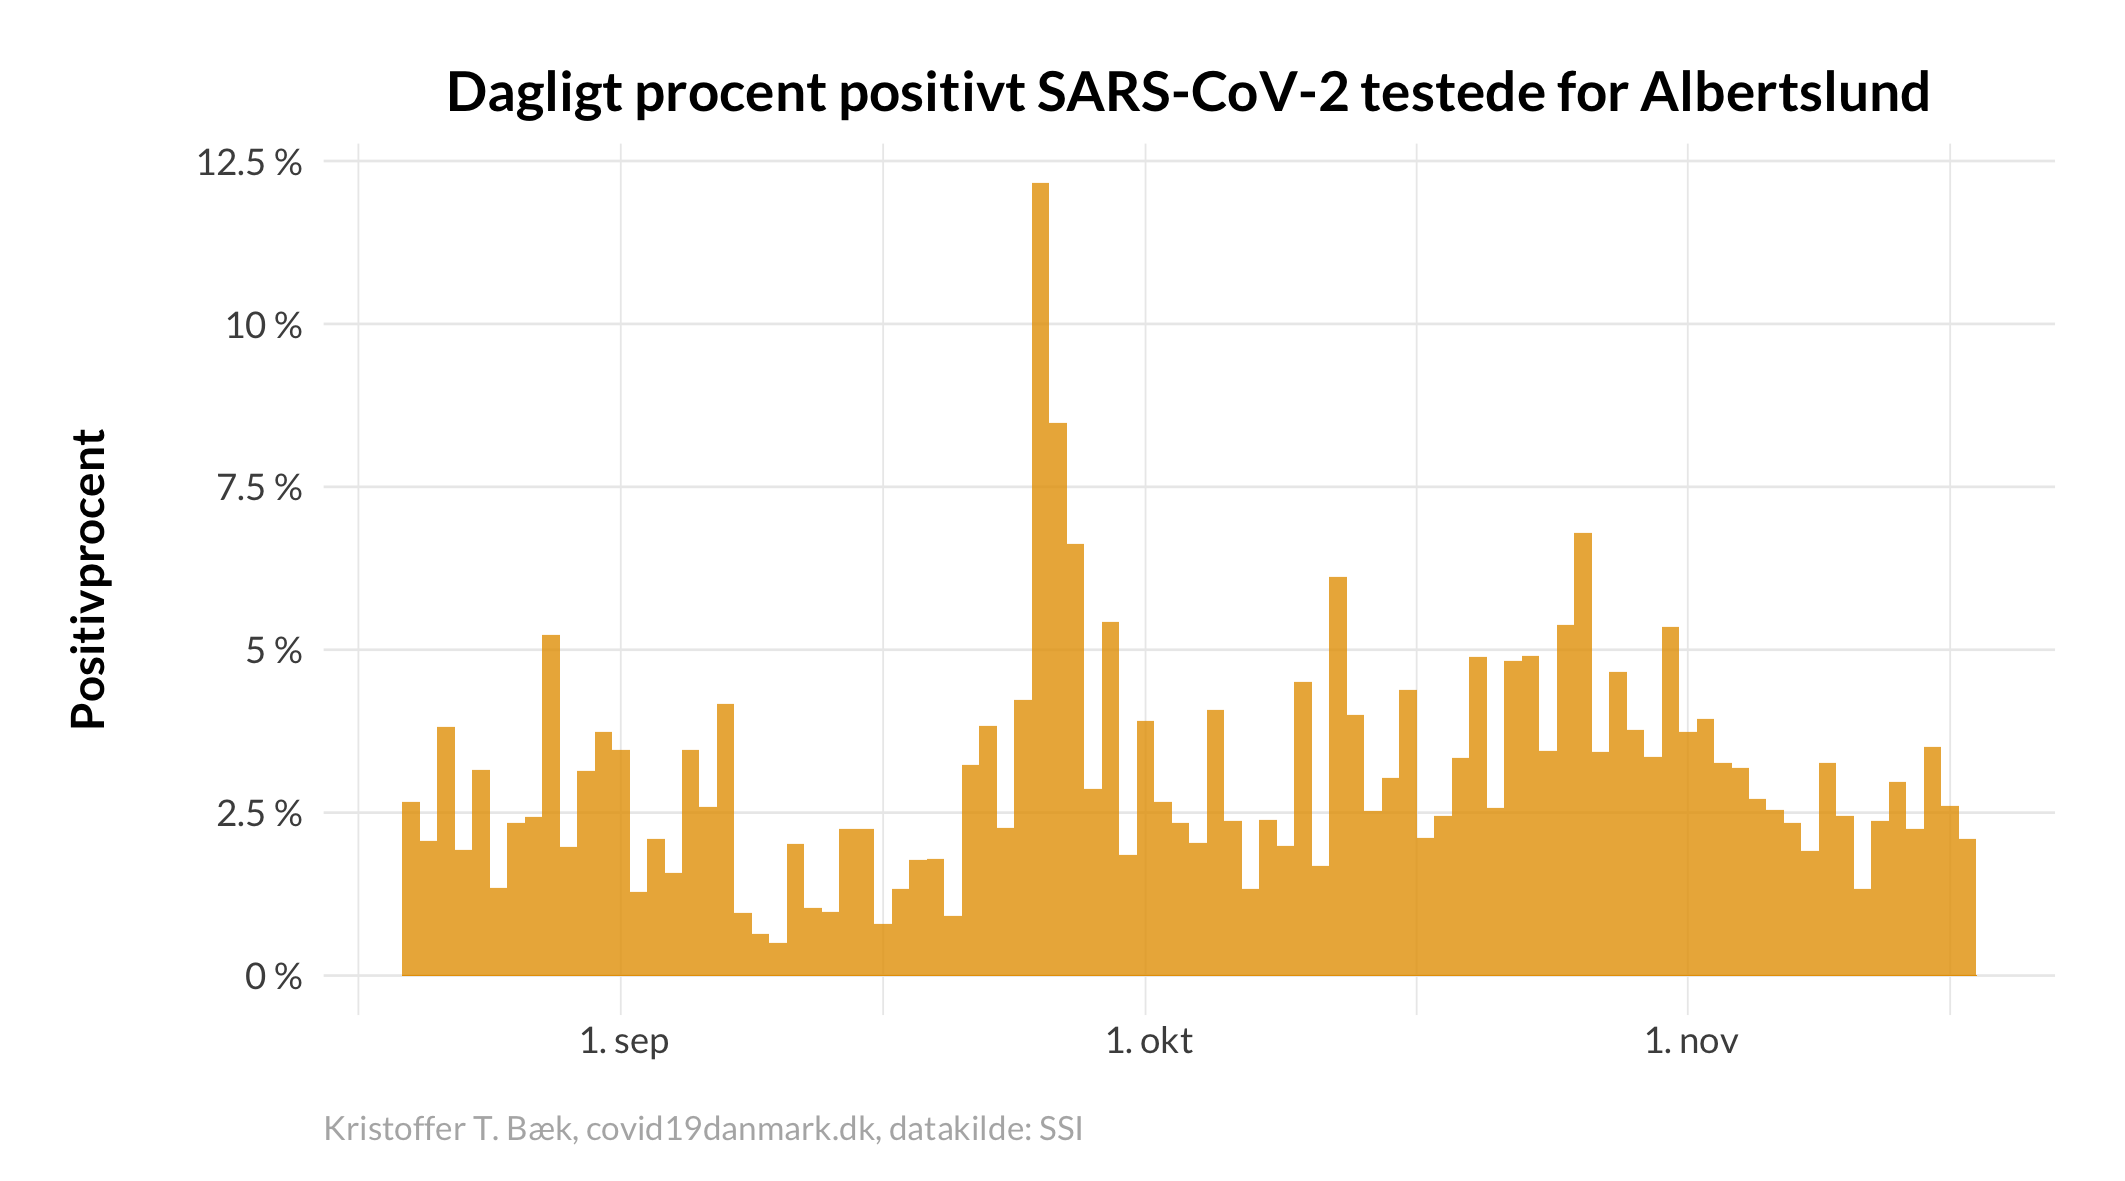 Dagligt procent positivt SARS-CoV-2 testede for Albertslund
12.5 %
10 %
7.5 %
5 %
2.5 %
0 %
Positivprocent
1. sep
1. okt
1. nov
Kristoffer T. Bæk, covid19danmark.dk, datakilde: SSI